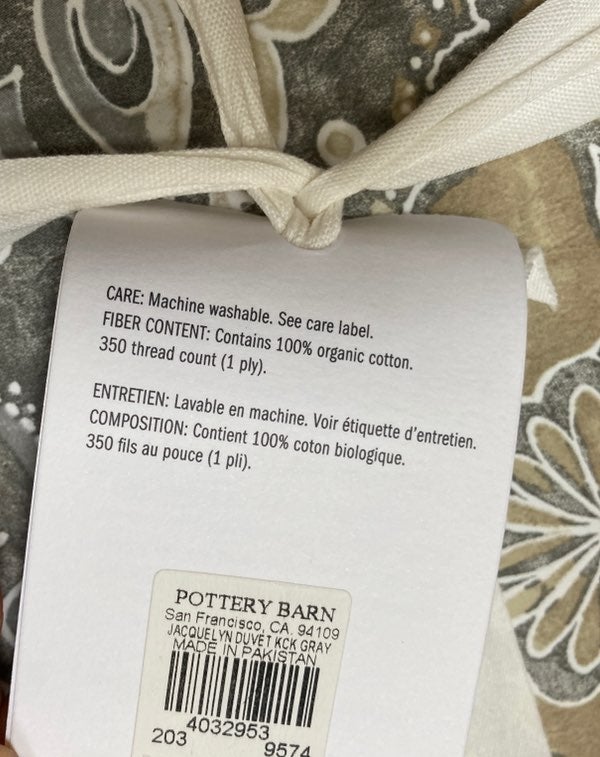 CARE: Machine washable. See care label.
FIBER CONTENT: Contains 100% organic cotton.
350 thread count (1 ply).
ENTRETIEN: Lavable en machine. Voir étiquette d'entretien.
COMPOSITION: Contient 100% coton biologique.
350 fils au pouce (1 pli).
POTTERY BARN
San Francisco, CA. 94109
JACQUELYN DUVET KCK GRAY
MADE IN PAKISTAN
4032953
203 9574